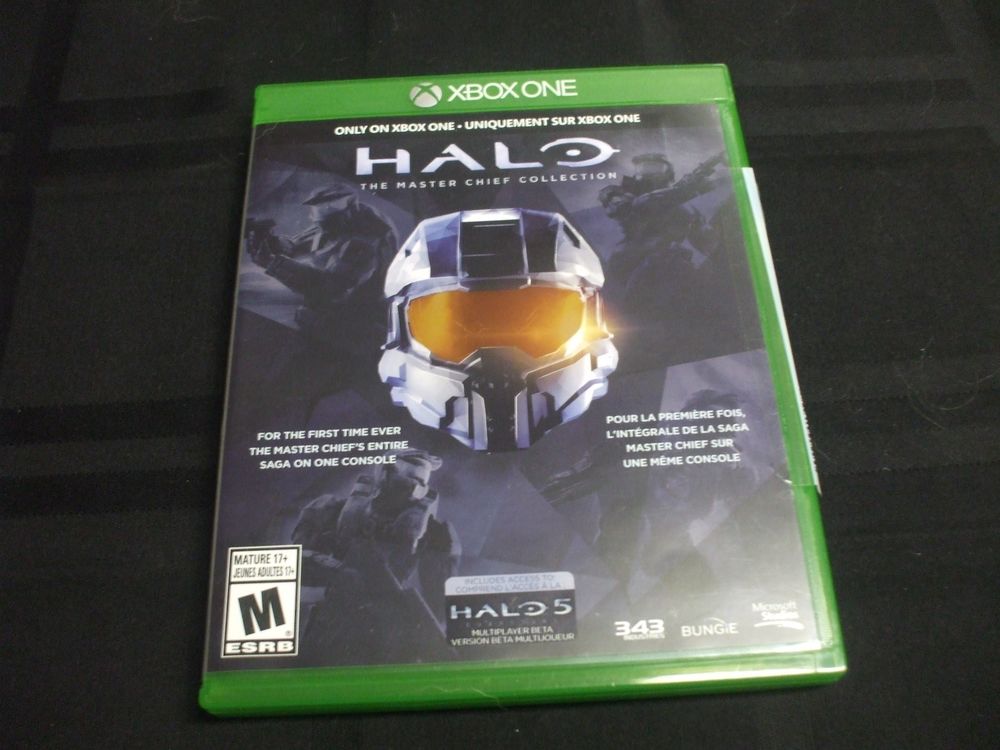 XBOX ONE
ONLY ON XBOX ONE • UNIQUEMENT SUR XBOX ONE
HALO
THE MASTER CHIEF COLLECTION
FOR THE FIRST TIME EVER
THE MASTER CHIEF'S ENTIRE
SAGA ON ONE CONSOLE
POUR LA PREMIÈRE FOIS,
L'INTÉGRALE DE LA SAGA
MASTER CHIEF SUR
UNE MÊME CONSOLE
MATURE 17+
JEUNES ADULTES 17+
M
ESRB
INCLUDES ACCESS TO:
COMPREND L'ACCÈS À LA
HALO 5
MULTIPLAYER BETA
VERSION BÊTA MULTIJOUEUR
343
INDUSTRIES
BUNGIE
Microsoft
Studios